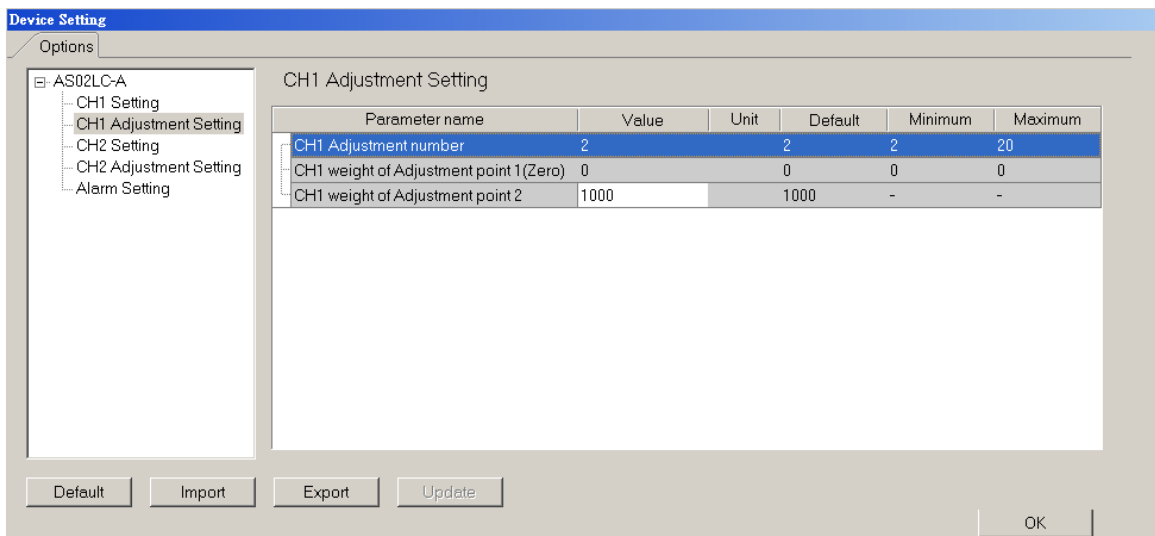 Device Setting
Options
AS02LC-A
CH1 Setting
CH1 Adjustment Setting
CH2 Setting
CH2 Adjustment Setting
Alarm Setting
CH1 Adjustment Setting
Parameter name Value Unit Default Minimum Maximum
CH1 Adjustment number 2 2 2 20
CH1 weight of Adjustment point 1(Zero) 0 0 0 0
CH1 weight of Adjustment point 2 1000 1000 - -
Default Import Export Update
OK